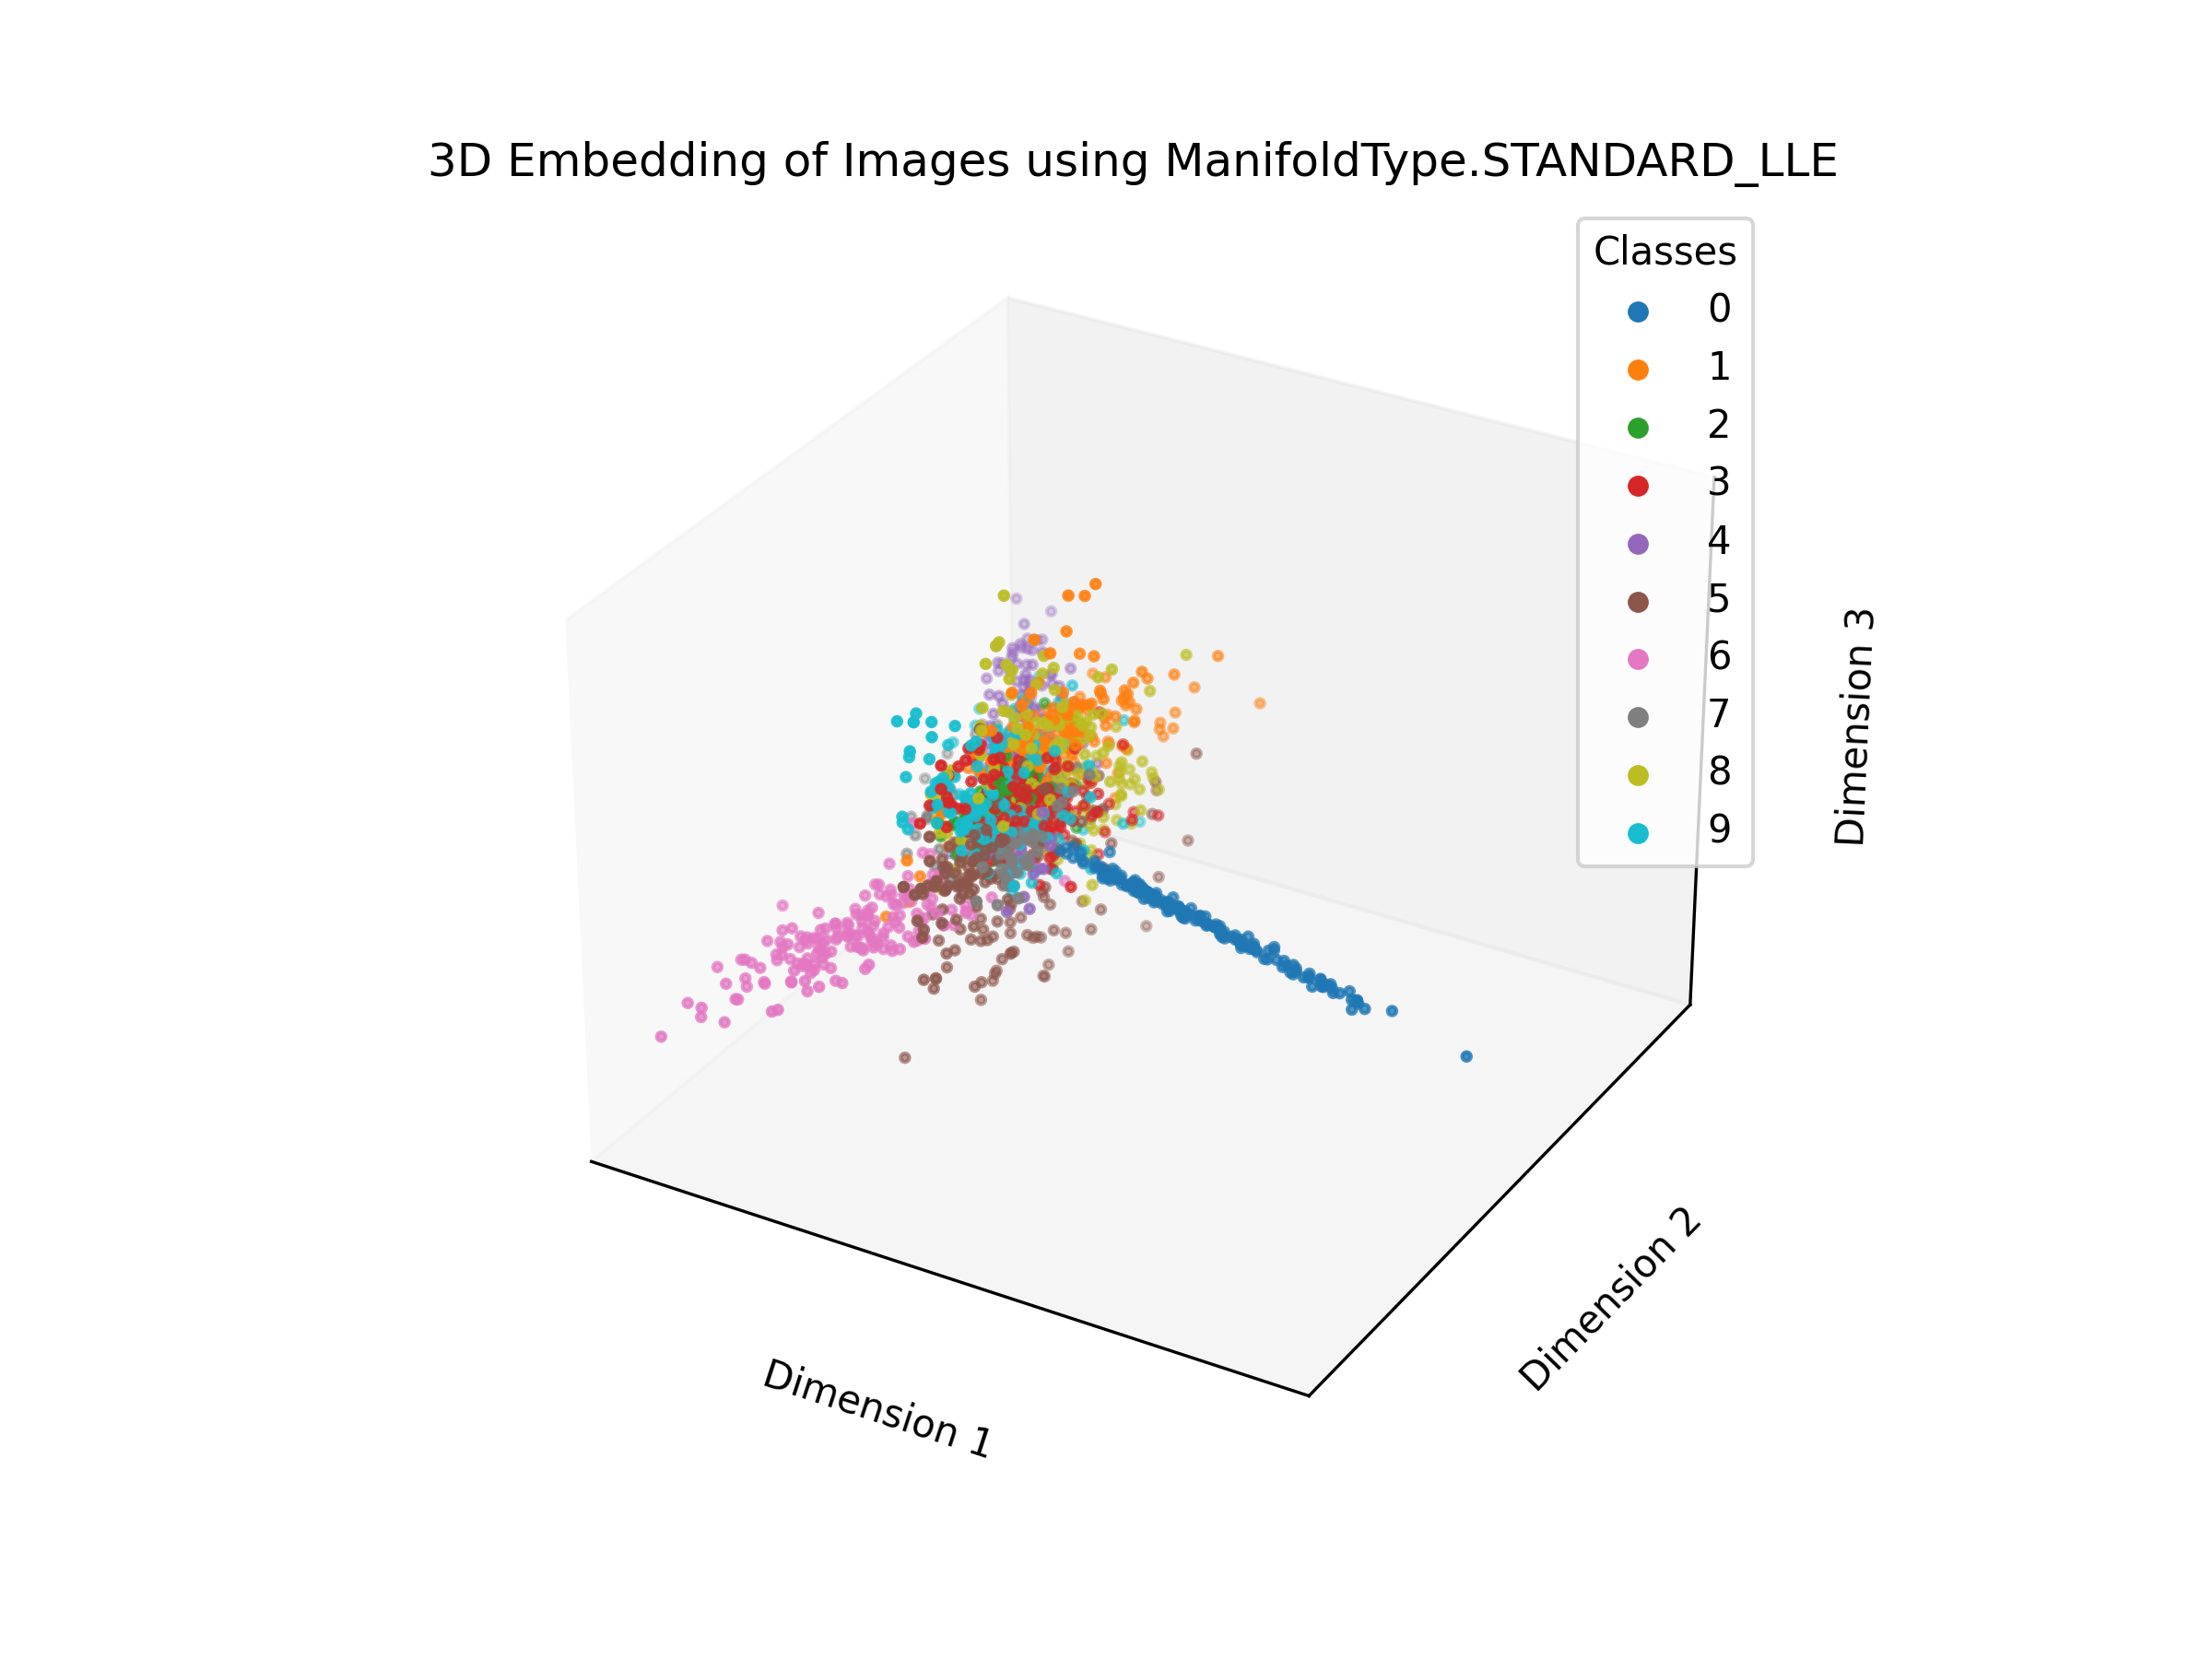 3D Embedding of Images using ManifoldType.STANDARD_LLE
Classes
0
1
2
3
4
5
6
7
8
9
Dimension 3
Dimension 2
Dimension 1